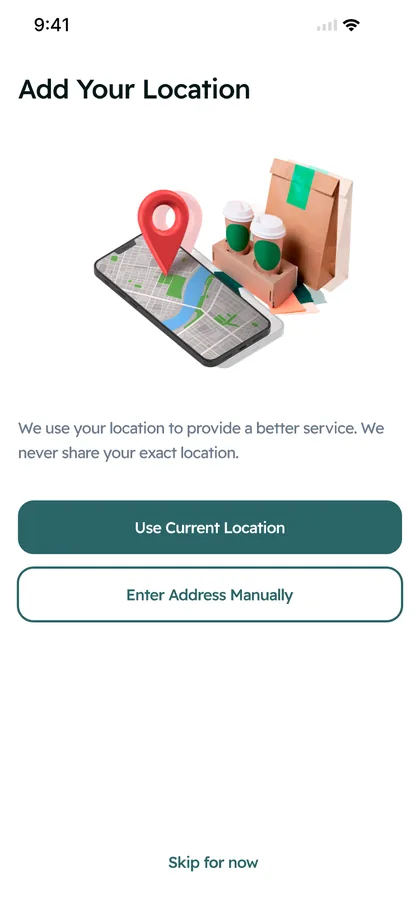 9:41
Add Your Location
We use your location to provide a better service. We
never share your exact location.
Use Current Location
Enter Address Manually
Skip for now